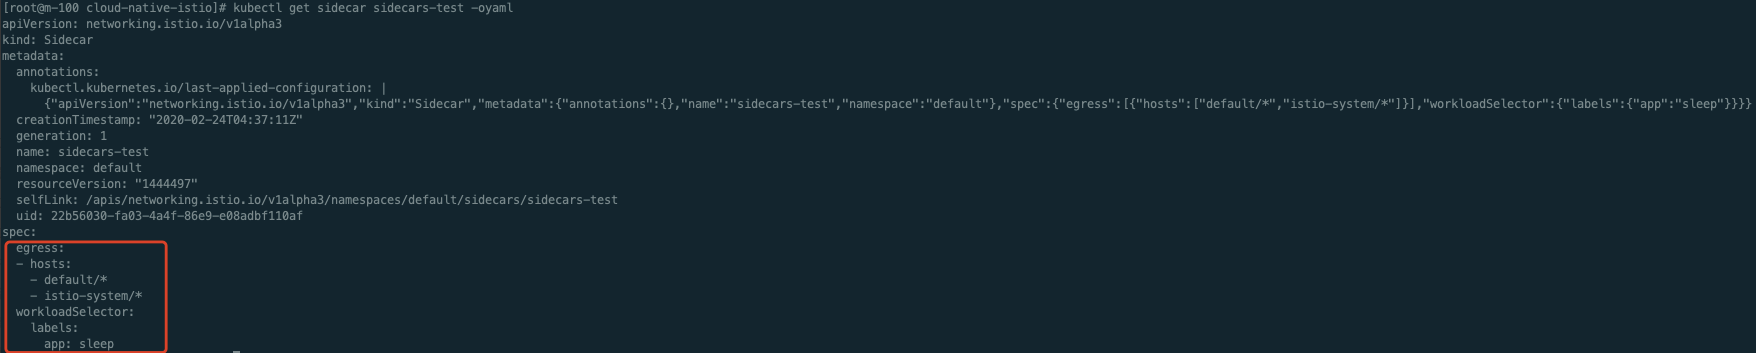 [root@m-100 cloud-native-istio]# kubectl get sidecar sidecars-test -oyaml
apiVersion: networking.istio.io/v1alpha3
kind: Sidecar
metadata:
  annotations:
    kubectl.kubernetes.io/last-applied-configuration: |
      {"apiVersion":"networking.istio.io/v1alpha3","kind":"Sidecar","metadata":{"annotations":{},"name":"sidecars-test","namespace":"default"},"spec":{"egress":[{"hosts":["default/*","istio-system/*"]}],"workloadSelector":{"labels":{"app":"sleep"}}}}
  creationTimestamp: "2020-02-24T04:37:11Z"
  generation: 1
  name: sidecars-test
  namespace: default
  resourceVersion: "1444497"
  selfLink: /apis/networking.istio.io/v1alpha3/namespaces/default/sidecars/sidecars-test
  uid: 22b56030-fa03-4a4f-86e9-e08adbf110af
spec:
  egress:
  - hosts:
    - default/*
    - istio-system/*
  workloadSelector:
    labels:
      app: sleep